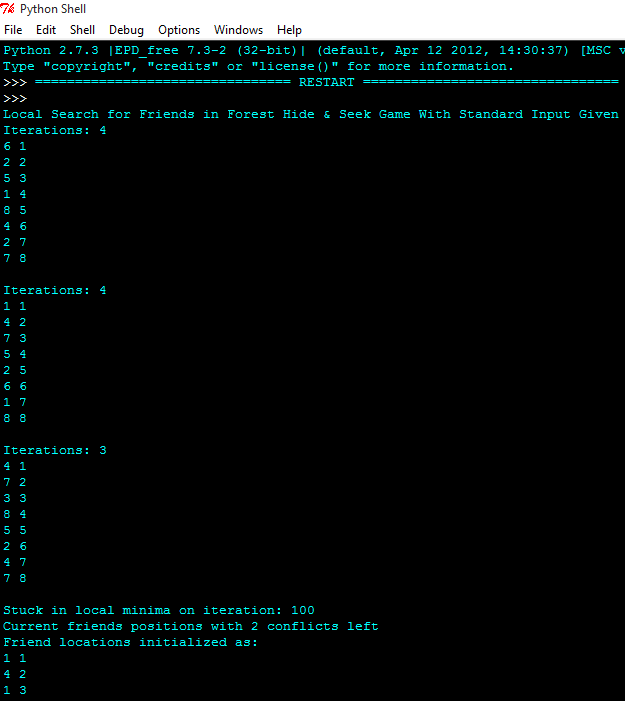 Python Shell
File Edit Shell Debug Options Windows Help
Python 2.7.3 |EPD_free 7.3-2 (32-bit)| (default, Apr 12 2012, 14:30:37) [MSC v
Type "copyright", "credits" or "license()" for more information.
>>> ================================ RESTART ================================
>>>
Local Search for Friends in Forest Hide & Seek Game With Standard Input Given
Iterations: 4
6 1
2 2
5 3
1 4
8 5
4 6
2 7
7 8
Iterations: 4
1 1
4 2
7 3
5 4
2 5
6 6
1 7
8 8
Iterations: 3
4 1
7 2
3 3
8 4
5 5
2 6
4 7
7 8
Stuck in local minima on iteration: 100
Current friends positions with 2 conflicts left
Friend locations initialized as:
1 1
4 2
1 3